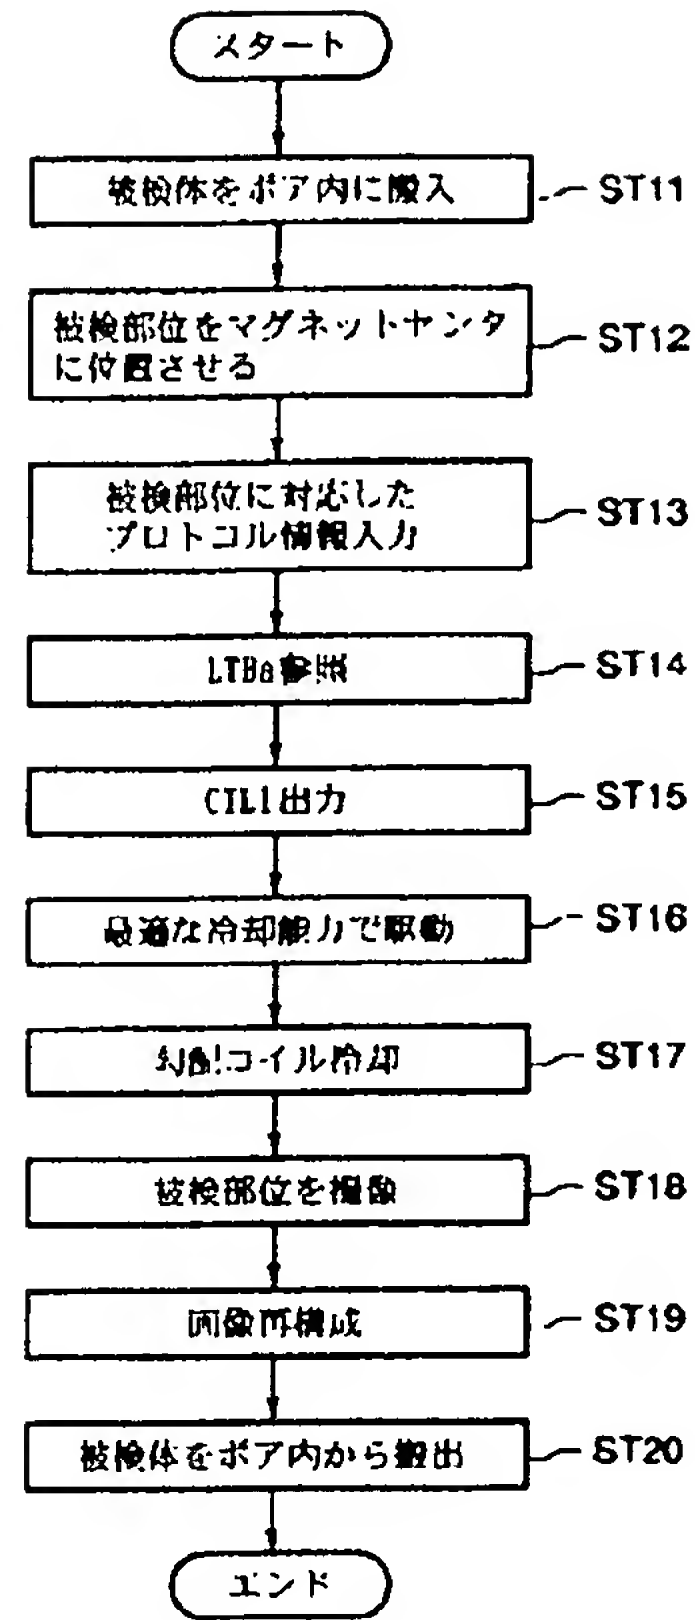 スタート
被検体をボア内に搬入
ST11
被検部位をマグネットセンタ
に位置させる
ST12
被検部位に対応した
プロトコル情報入力
ST13
LTBa参照
ST14
CTL1出力
ST15
最適な冷却能力で駆動
ST16
勾配コイル冷却
ST17
被検部位を撮像
ST18
画像再構成
ST19
被検体をボア内から搬出
ST20
エンド